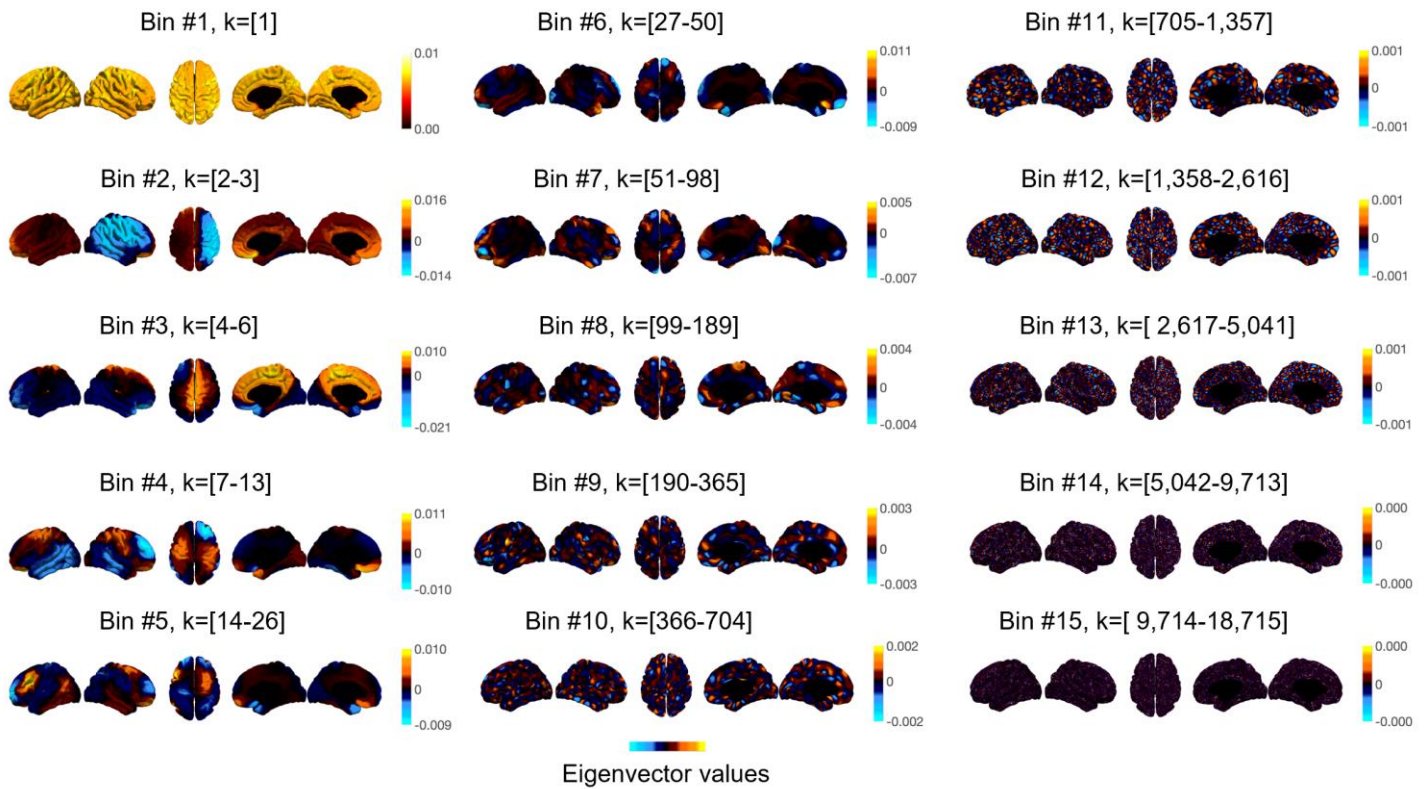 Bin #1, k=[1]
0.01
0.00
Bin #2, k=[2-3]
0.016
0
-0.014
Bin #3, k=[4-6]
0.010
0
-0.021
Bin #4, k=[7-13]
0.011
0
-0.010
Bin #5, k=[14-26]
0.010
0
-0.009
Bin #6, k=[27-50]
0.011
0
-0.009
Bin #7, k=[51-98]
0.005
0
-0.007
Bin #8, k=[99-189]
0.004
0
-0.004
Bin #9, k=[190-365]
0.003
0
-0.003
Bin #10, k=[366-704]
0.002
0
-0.002
Bin #11, k=[705-1,357]
0.001
0
-0.001
Bin #12, k=[1,358-2,616]
0.001
0
-0.001
Bin #13, k=[ 2,617-5,041]
0.001
0
-0.001
Bin #14, k=[5,042-9,713]
0.000
0
-0.000
Bin #15, k=[ 9,714-18,715]
0.000
0
-0.000
Eigenvector values